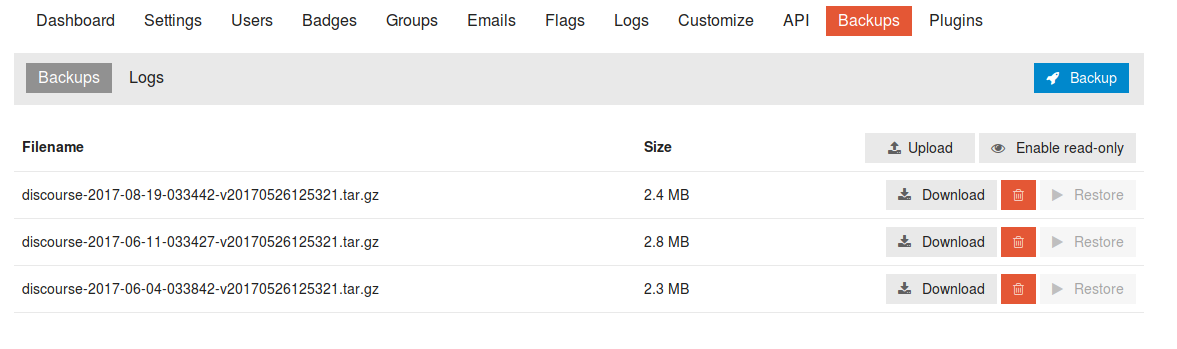 Dashboard Settings Users Badges Groups Emails Flags Logs Customize API Backups Plugins
Backups Logs Backup
Filename Size Upload Enable read-only
discourse-2017-08-19-033442-v20170526125321.tar.gz 2.4 MB Download Restore
discourse-2017-06-11-033427-v20170526125321.tar.gz 2.8 MB Download Restore
discourse-2017-06-04-033842-v20170526125321.tar.gz 2.3 MB Download Restore